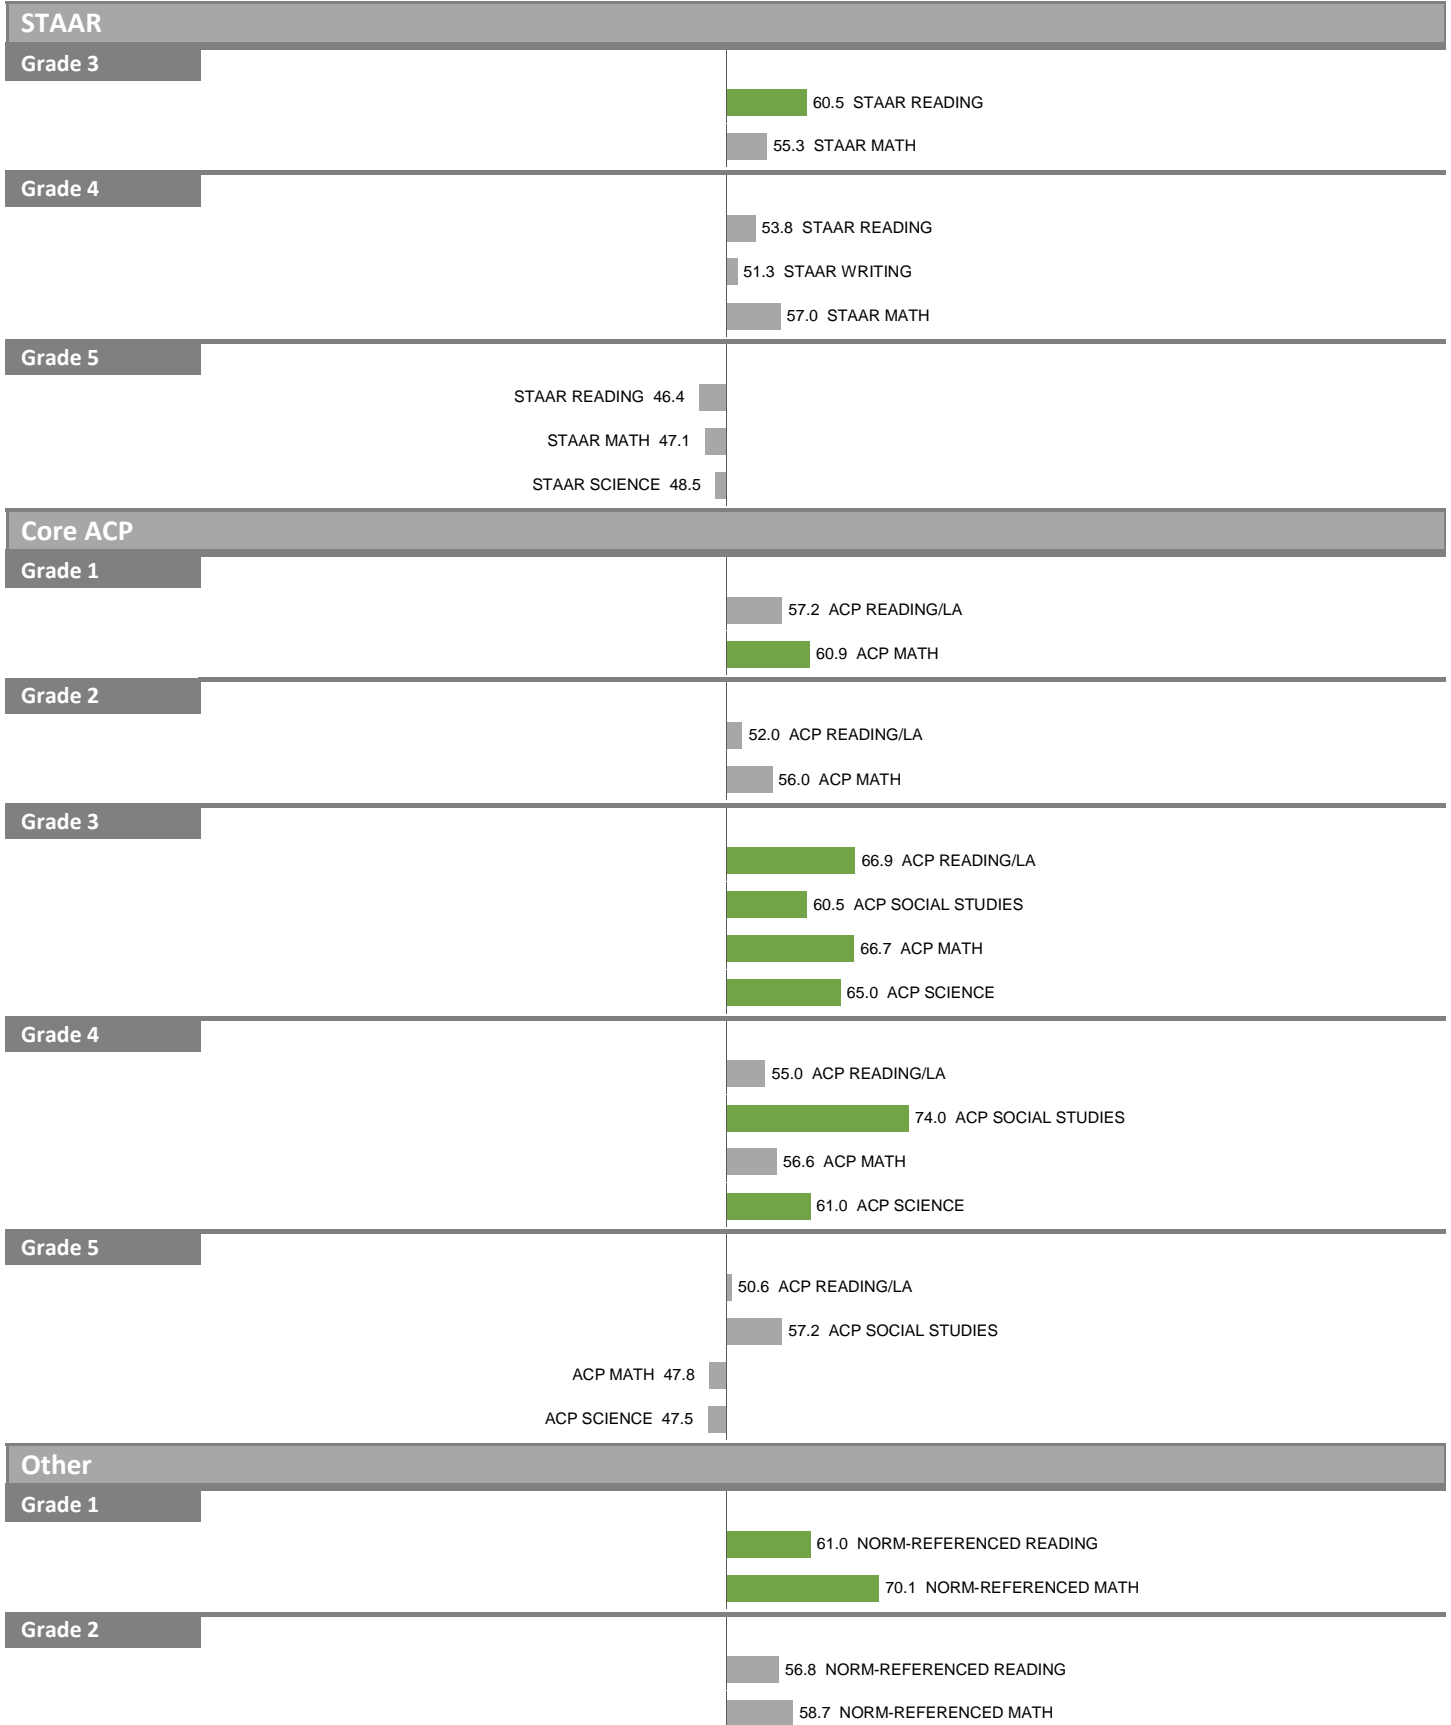 STAAR
Grade 3
60.5 STAAR READING
55.3 STAAR MATH
Grade 4
53.8 STAAR READING
51.3 STAAR WRITING
57.0 STAAR MATH
Grade 5
STAAR READING 46.4
STAAR MATH 47.1
STAAR SCIENCE 48.5
Core ACP
Grade 1
57.2 ACP READING/LA
60.9 ACP MATH
Grade 2
52.0 ACP READING/LA
56.0 ACP MATH
Grade 3
66.9 ACP READING/LA
60.5 ACP SOCIAL STUDIES
66.7 ACP MATH
65.0 ACP SCIENCE
Grade 4
55.0 ACP READING/LA
74.0 ACP SOCIAL STUDIES
56.6 ACP MATH
61.0 ACP SCIENCE
Grade 5
50.6 ACP READING/LA
57.2 ACP SOCIAL STUDIES
ACP MATH 47.8
ACP SCIENCE 47.5
Other
Grade 1
61.0 NORM-REFERENCED READING
70.1 NORM-REFERENCED MATH
Grade 2
56.8 NORM-REFERENCED READING
58.7 NORM-REFERENCED MATH